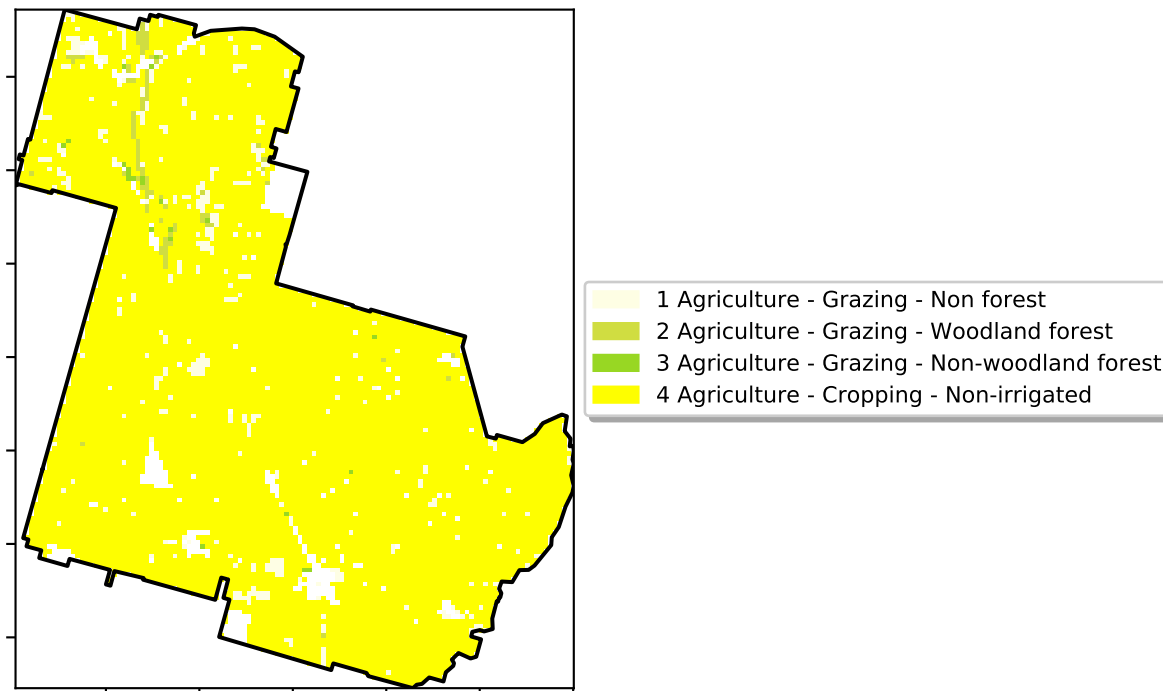 1 Agriculture - Grazing - Non forest
2 Agriculture - Grazing - Woodland forest
3 Agriculture - Grazing - Non-woodland forest
4 Agriculture - Cropping - Non-irrigated